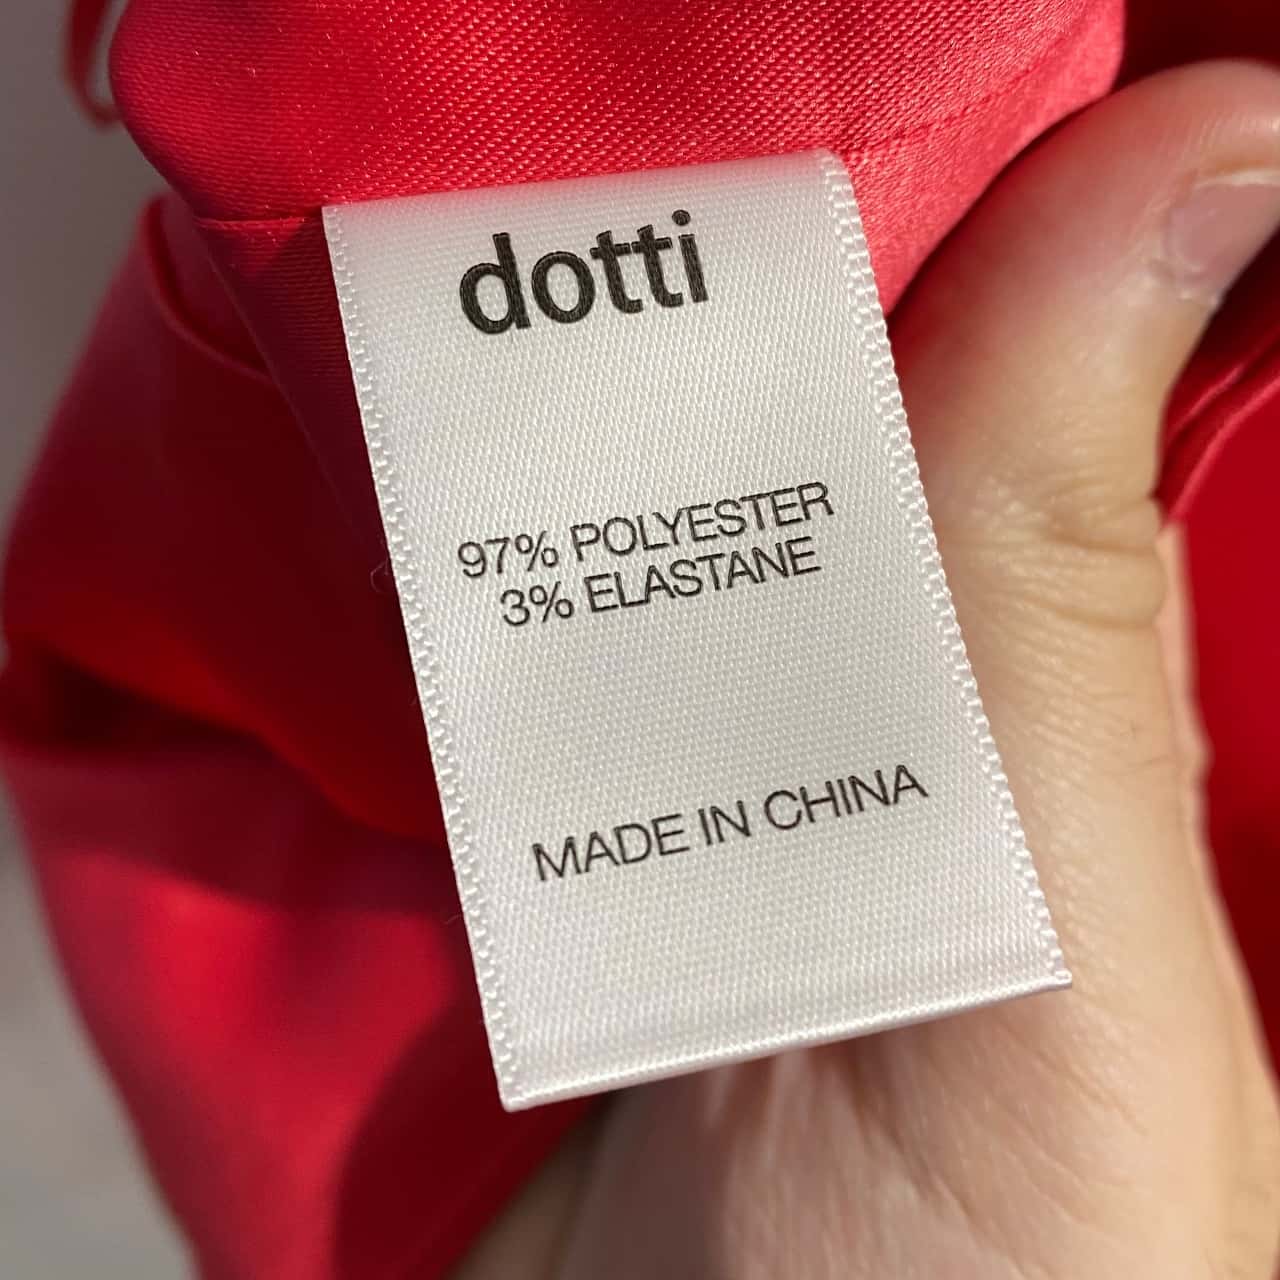 dotti
97% POLYESTER
3% ELASTANE
MADE IN CHINA